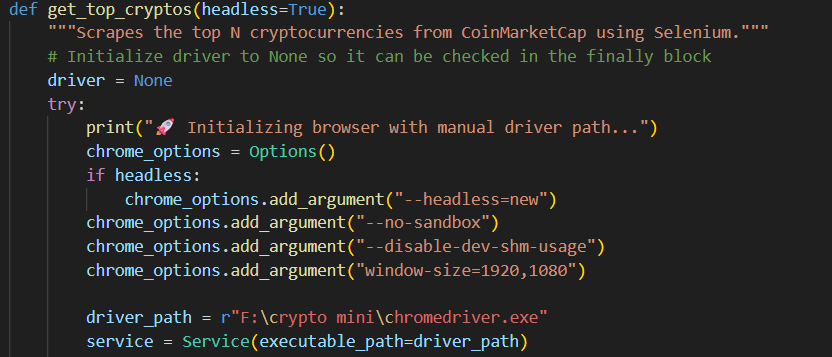 def get_top_cryptos(headless=True):
    """Scrapes the top N cryptocurrencies from CoinMarketCap using Selenium."""
    # Initialize driver to None so it can be checked in the finally block
    driver = None
    try:
        print("🚀 Initializing browser with manual driver path...")
        chrome_options = Options()
        if headless:
            chrome_options.add_argument("--headless=new")
        chrome_options.add_argument("--no-sandbox")
        chrome_options.add_argument("--disable-dev-shm-usage")
        chrome_options.add_argument("window-size=1920,1080")

        driver_path = r"F:\crypto mini\chromedriver.exe"
        service = Service(executable_path=driver_path)